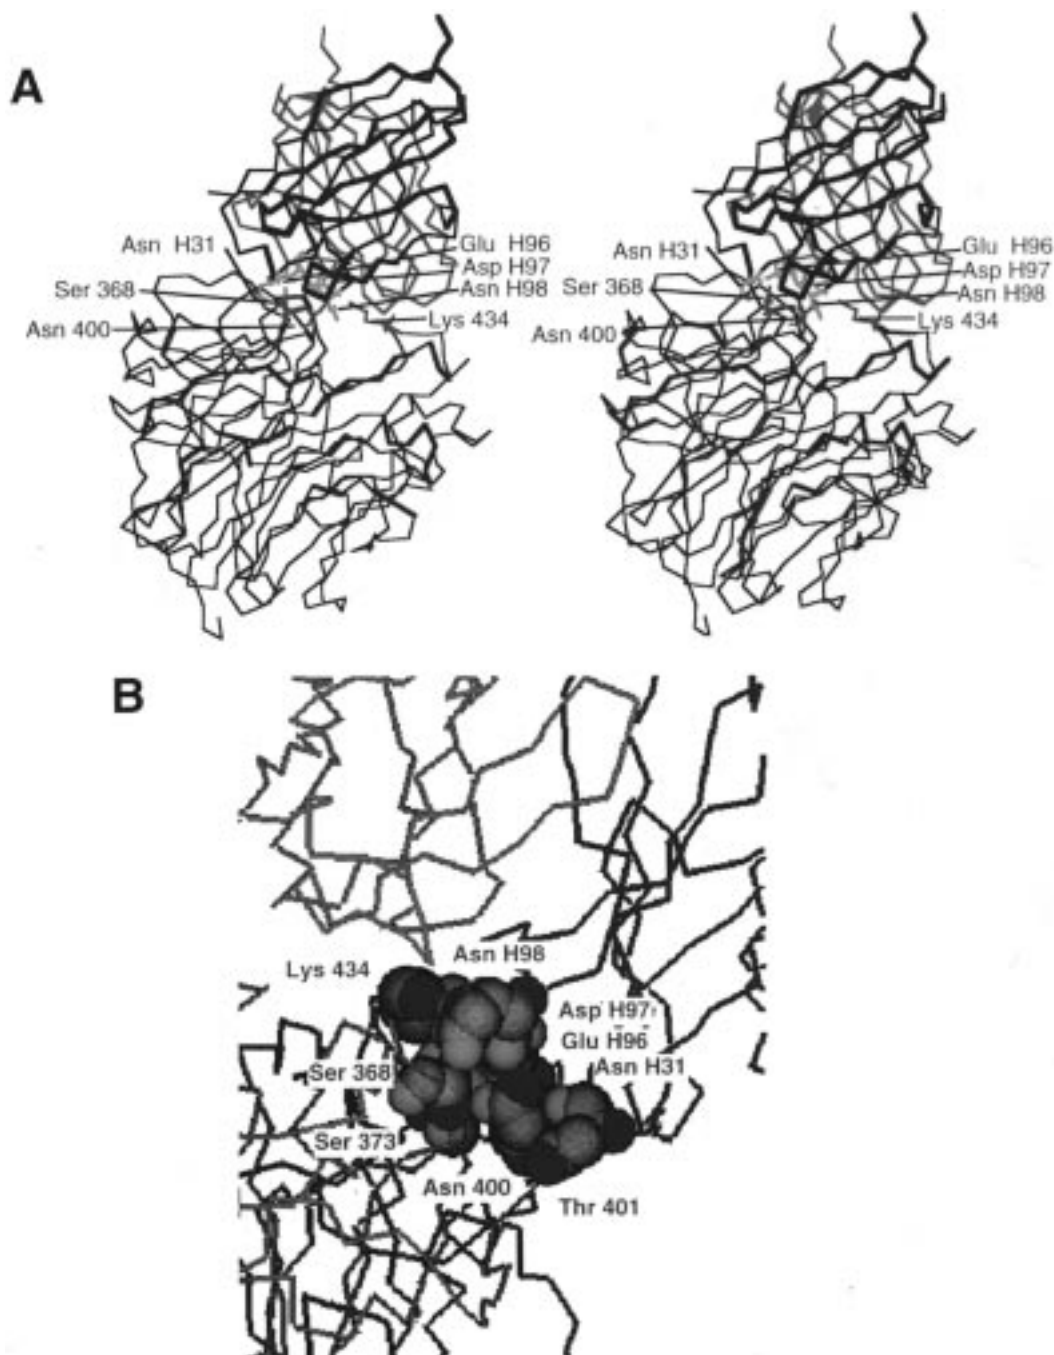 A
Asn H31
Ser 368
Asn 400
Glu H96
Asp H97
Asn H98
Lys 434
Asn H31
Ser 368
Asn 400
Glu H96
Asp H97
Asn H98
Lys 434
B
Asn H98
Lys 434
Asp H97
Glu H96
Asn H31
Ser 368
Ser 373
Asn 400
Thr 401